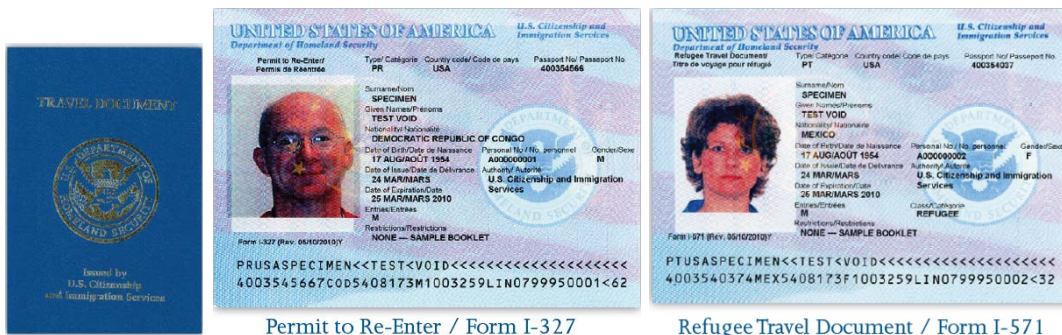 TRAVEL DOCUMENT
U.S. DEPARTMENT OF HOMELAND SECURITY
Issued by
U.S. Citizenship
and Immigration Services
UNITED STATES OF AMERICA
U.S. Citizenship and
Immigration Services
Department of Homeland Security
Permit to Re-Enter/
Permis de Réentrée
Type/ Catégorie Country code/ Code de pays Passport No/ Passeport No.
PR USA 400354566
Surname/Nom
SPECIMEN
Given Names/Prénoms
TEST VOID
Nationality/ Nationalité
DEMOCRATIC REPUBLIC OF CONGO
Date of Birth/Date de Naissance Personal No / No. personnel Gender/Sexe
17 AUG/AOÛT 1954 A000000001 M
Date of Issue/Date de Délivrance Authority/ Autorité
24 MAR/MARS U.S. Citizenship and Immigration
Services
Date of Expiration/Date
25 MAR/MARS 2010
Entries/Entrées
M
Restrictions/Restrictions
NONE — SAMPLE BOOKLET
Form I-327 (Rev. 05/10/2010)Y
PRUSASPECIMEN<<TEST<VOID<<<<<<<<<<<<<<<<<<<<
4003545667COD5408173M1003259LIN0799950001<62
Permit to Re-Enter / Form I-327
UNITED STATES OF AMERICA
U.S. Citizenship and
Immigration Services
Department of Homeland Security
Refugee Travel Document/
Titre de voyage pour réfugié
Type/ Catégorie Country code/ Code de pays Passport No/ Passeport No.
PT USA 400354037
Surname/Nom
SPECIMEN
Given Names/Prénoms
TEST VOID
Nationality/ Nationalité
MEXICO
Date of Birth/Date de Naissance Personal No / No. personnel Gender/Sexe
17 AUG/AOÛT 1954 A000000002 F
Date of Issue/Date de Délivrance Authority/ Autorité
24 MAR/MARS U.S. Citizenship and Immigration
Services
Date of Expiration/Date
25 MAR/MARS 2010
Entries/Entrées Class/Catégorie
M REFUGEE
Restrictions/Restrictions
NONE — SAMPLE BOOKLET
Form I-571 (Rev. 05/10/2010)Y
PTUSASPECIMEN<<TEST<VOID<<<<<<<<<<<<<<<<<<<<
4003540374MEX5408173F1003259LIN0799950002<32
Refugee Travel Document / Form I-571